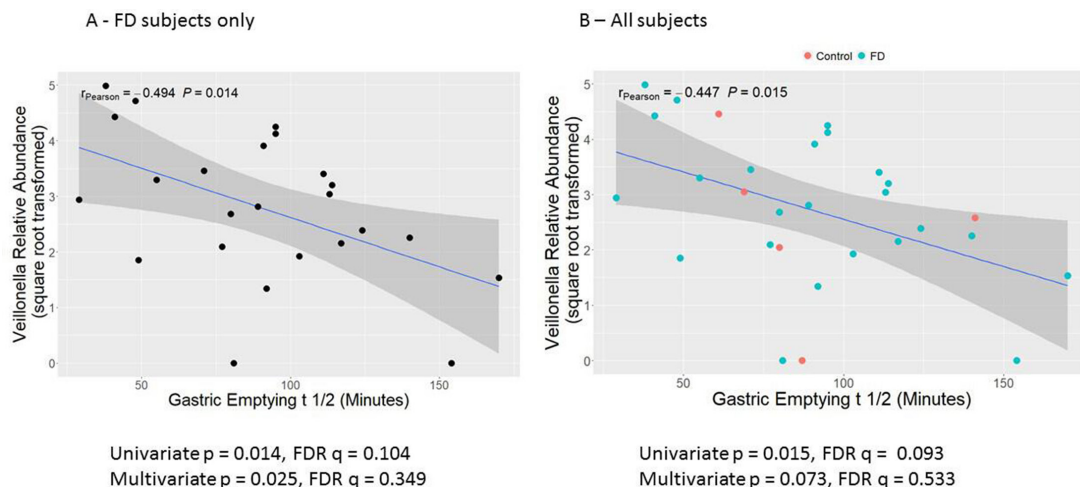 A - FD subjects only
5
4
3
2
1
0
50
100
150
rPearson = −0.494 P = 0.014
Veillonella Relative Abundance
(square root transformed)
Gastric Emptying t 1/2 (Minutes)
Univariate p = 0.014, FDR q = 0.104
Multivariate p = 0.025, FDR q = 0.349
B – All subjects
Control
FD
5
4
3
2
1
0
50
100
150
rPearson = −0.447 P = 0.015
Veillonella Relative Abundance
(square root transformed)
Gastric Emptying t 1/2 (Minutes)
Univariate p = 0.015, FDR q = 0.093
Multivariate p = 0.073, FDR q = 0.533